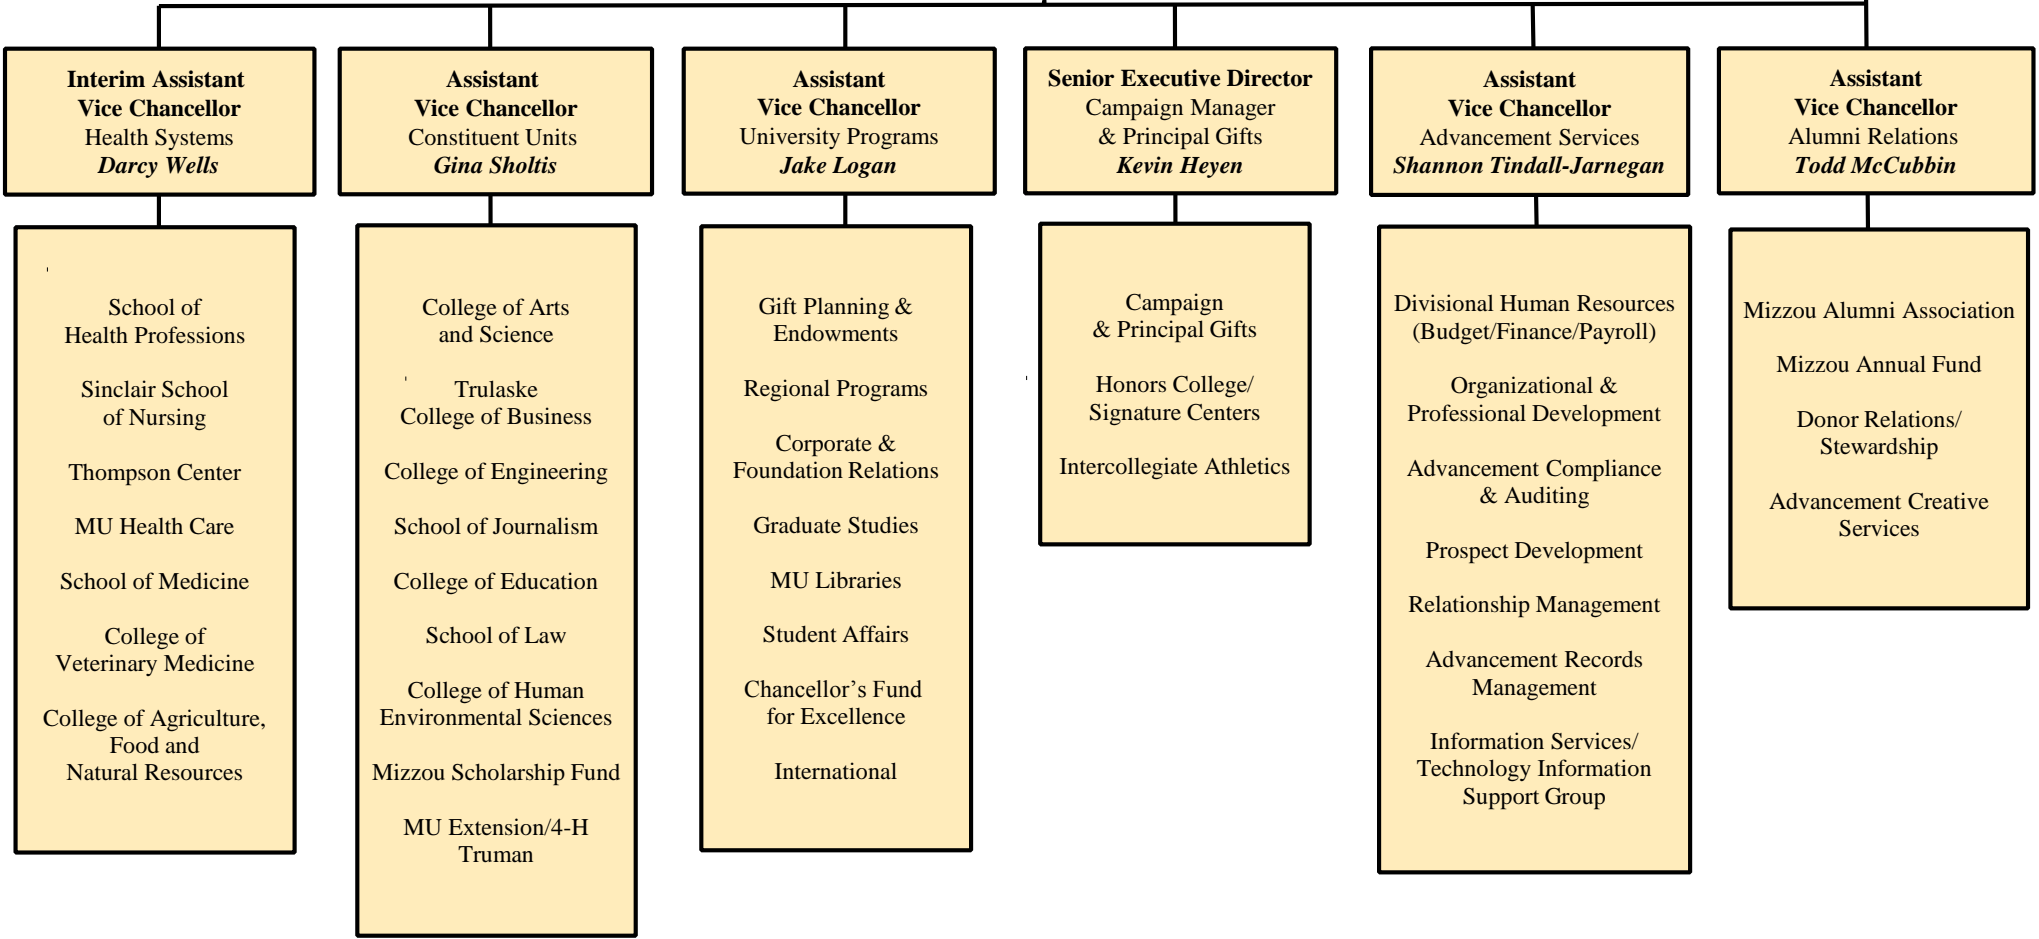 Interim Assistant
Vice Chancellor
Health Systems
Darcy Wells
Assistant
Vice Chancellor
Constituent Units
Gina Sholtis
Assistant
Vice Chancellor
University Programs
Jake Logan
Senior Executive Director
Campaign Manager
& Principal Gifts
Kevin Heyen
Assistant
Vice Chancellor
Advancement Services
Shannon Tindall-Jarnegan
Assistant
Vice Chancellor
Alumni Relations
Todd McCubbin
School of
Health Professions
Sinclair School
of Nursing
Thompson Center
MU Health Care
School of Medicine
College of
Veterinary Medicine
College of Agriculture,
Food and
Natural Resources
College of Arts
and Science
Trulaske
College of Business
College of Engineering
School of Journalism
College of Education
School of Law
College of Human
Environmental Sciences
Mizzou Scholarship Fund
MU Extension/4-H
Truman
Gift Planning &
Endowments
Regional Programs
Corporate &
Foundation Relations
Graduate Studies
MU Libraries
Student Affairs
Chancellor’s Fund
for Excellence
International
Campaign
& Principal Gifts
Honors College/
Signature Centers
Intercollegiate Athletics
Divisional Human Resources
(Budget/Finance/Payroll)
Organizational &
Professional Development
Advancement Compliance
& Auditing
Prospect Development
Relationship Management
Advancement Records
Management
Information Services/
Technology Information
Support Group
Mizzou Alumni Association
Mizzou Annual Fund
Donor Relations/
Stewardship
Advancement Creative
Services